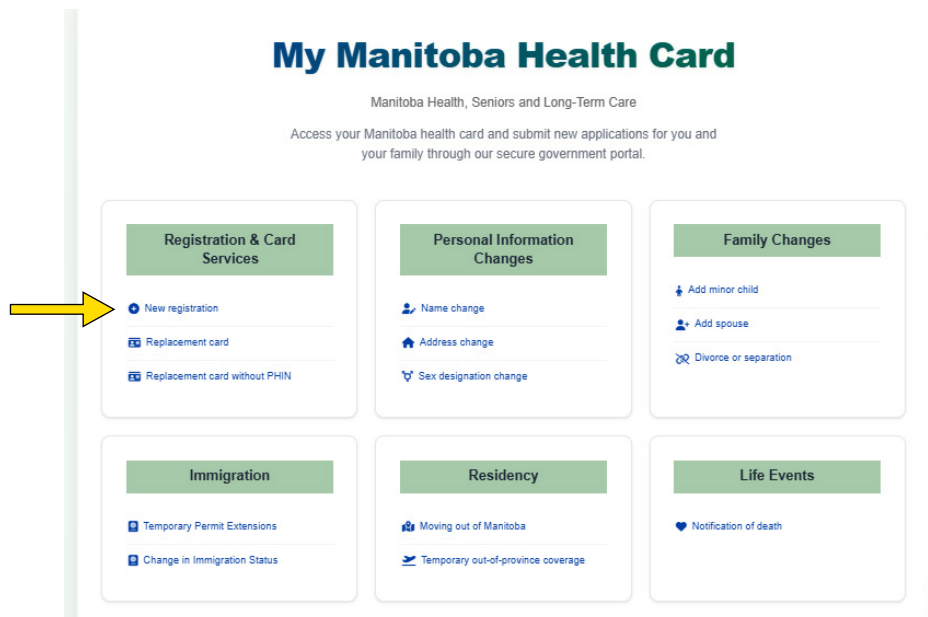 My Manitoba Health Card
Manitoba Health, Seniors and Long-Term Care
Access your Manitoba health card and submit new applications for you and
your family through our secure government portal.
Registration & Card
Services
New registration
Replacement card
Replacement card without PHIN
Personal Information
Changes
Name change
Address change
Sex designation change
Family Changes
Add minor child
Add spouse
Divorce or separation
Immigration
Temporary Permit Extensions
Change in Immigration Status
Residency
Moving out of Manitoba
Temporary out-of-province coverage
Life Events
Notification of death